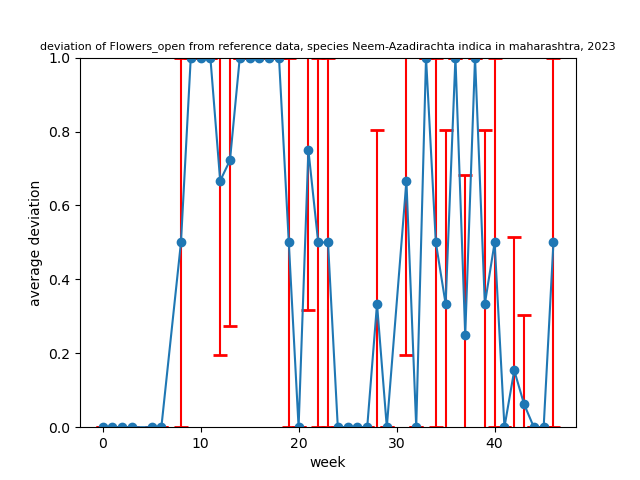 deviation of Flowers_open from reference data, species Neem-Azadirachta indica in maharashtra, 2023
1.0
0.8
0.6
0.4
0.2
0.0
average deviation
0 10 20 30 40
week